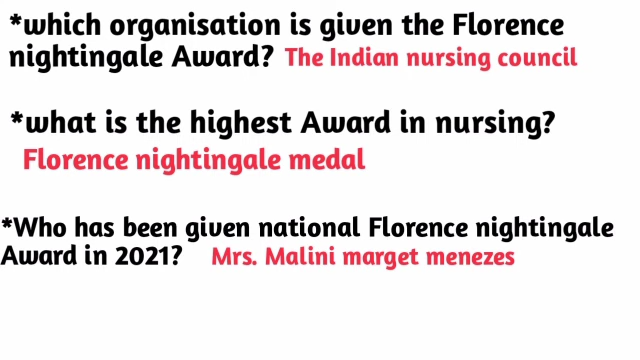 *which organisation is given the Florence
nightingale Award? The Indian nursing council
*what is the highest Award in nursing?
Florence nightingale medal
*Who has been given national Florence nightingale
Award in 2021? Mrs. Malini marget menezes